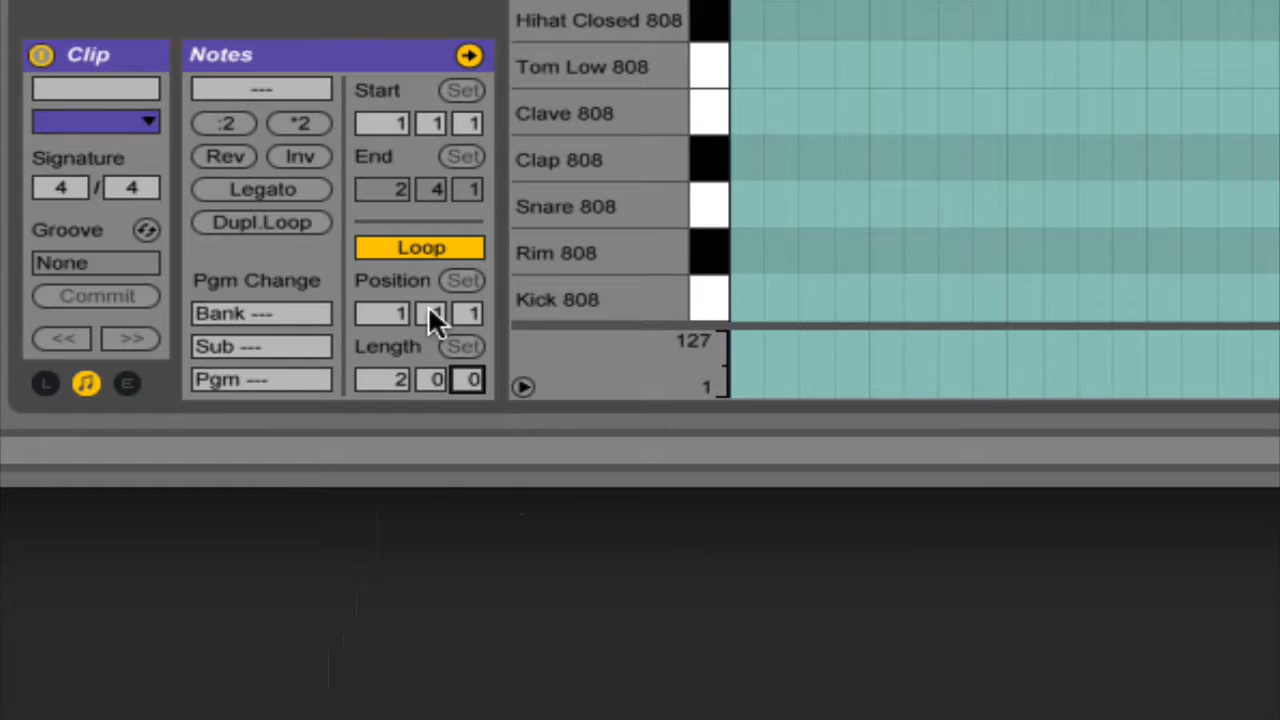 Clip
Signature
4 / 4
Groove
None
Commit
<< >>
L E
Notes
---
:2 *2
Rev Inv
Legato
Dupl.Loop
Pgm Change
Bank ---
Sub ---
Pgm ---
Start Set
1 1 1
End Set
2 4 1
Loop
Position Set
1 1 1
Length Set
2 0 0
Hihat Closed 808
Tom Low 808
Clave 808
Clap 808
Snare 808
Rim 808
Kick 808
127
1